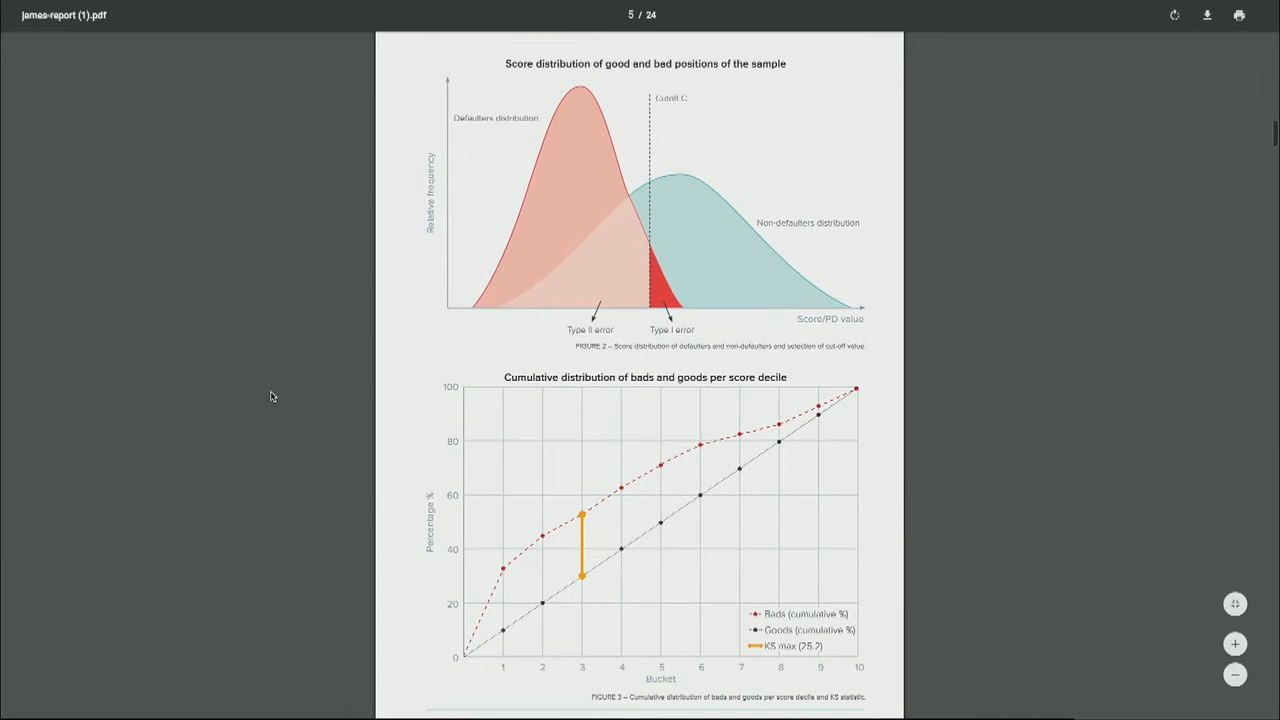 james-report (1).pdf
5 / 24
Score distribution of good and bad positions of the sample
Cutoff C
Defaulters distribution
Relative frequency
Non-defaulters distribution
Score/PD value
Type II error
Type I error
FIGURE 2 – Score distribution of defaulters and non-defaulters and selection of cut-off value.
Cumulative distribution of bads and goods per score decile
100
80
60
40
20
0
Percentage %
Bads (cumulative %)
Goods (cumulative %)
KS max (25.2)
1 2 3 4 5 6 7 8 9 10
Bucket
FIGURE 3 – Cumulative distribution of bads and goods per score decile and KS statistic.